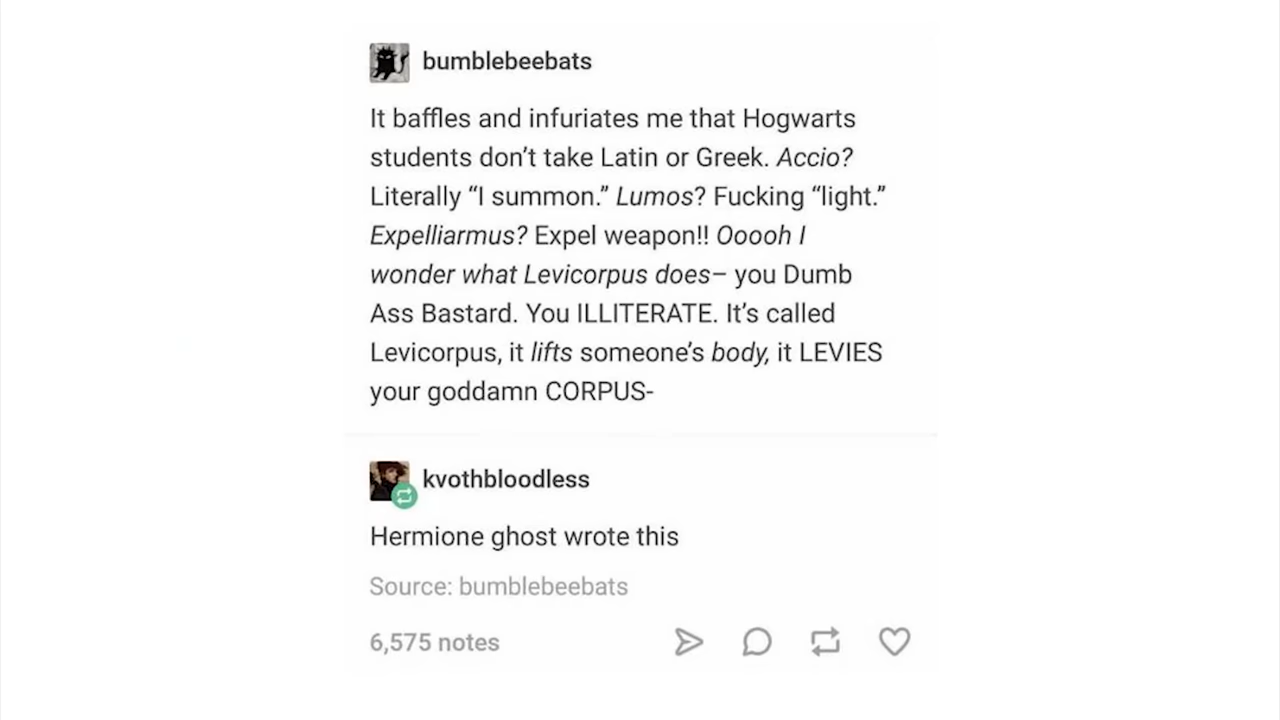 bumblebeebats
It baffles and infuriates me that Hogwarts
students don't take Latin or Greek. Accio?
Literally “I summon.” Lumos? Fucking “light.”
Expelliarmus? Expel weapon!! Ooooh I
wonder what Levicorpus does– you Dumb
Ass Bastard. You ILLITERATE. It's called
Levicorpus, it lifts someone's body, it LEVIES
your goddamn CORPUS-
kvothbloodless
Hermione ghost wrote this
Source: bumblebeebats
6,575 notes